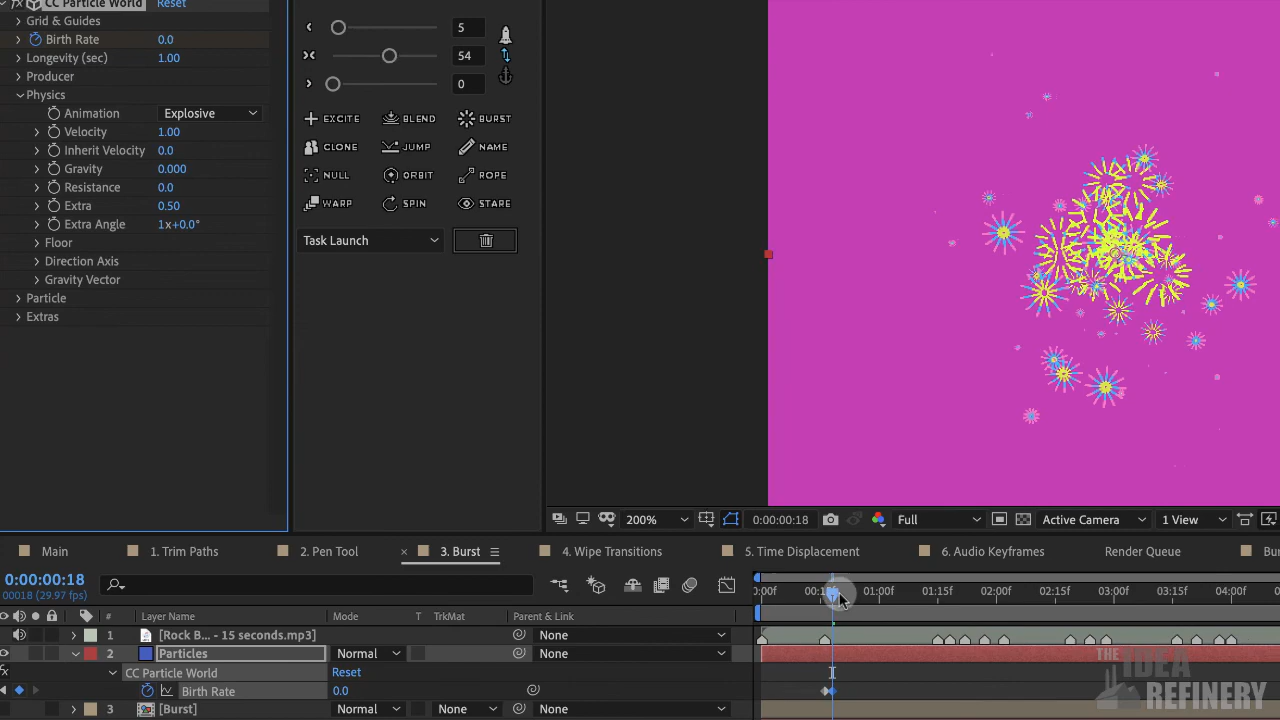 CC Particle World Reset
Grid & Guides
Birth Rate 0.0
Longevity (sec) 1.00
Producer
Physics
Animation Explosive
Velocity 1.00
Inherit Velocity 0.0
Gravity 0.000
Resistance 0.0
Extra 0.50
Extra Angle 1x+0.0°
Floor
Direction Axis
Gravity Vector
Particle
Extras
5
54
0
EXCITE BLEND BURST
CLONE JUMP NAME
NULL ORBIT ROPE
WARP SPIN STARE
Task Launch
200% 0:00:00:18 Full Active Camera 1 View
Main 1. Trim Paths 2. Pen Tool × 3. Burst 4. Wipe Transitions 5. Time Displacement 6. Audio Keyframes Render Queue Bu
0:00:00:18
00018 (29.97 fps)
:00f 00:15f 01:00f 01:15f 02:00f 02:15f 03:00f 03:15f 04:00f 0
Layer Name Mode T TrkMat Parent & Link
1 [Rock B... - 15 seconds.mp3] None
2 Particles Normal None
CC Particle World Reset
Birth Rate 0.0
3 [Burst] Normal None None
THE
IDEA
REFINERY